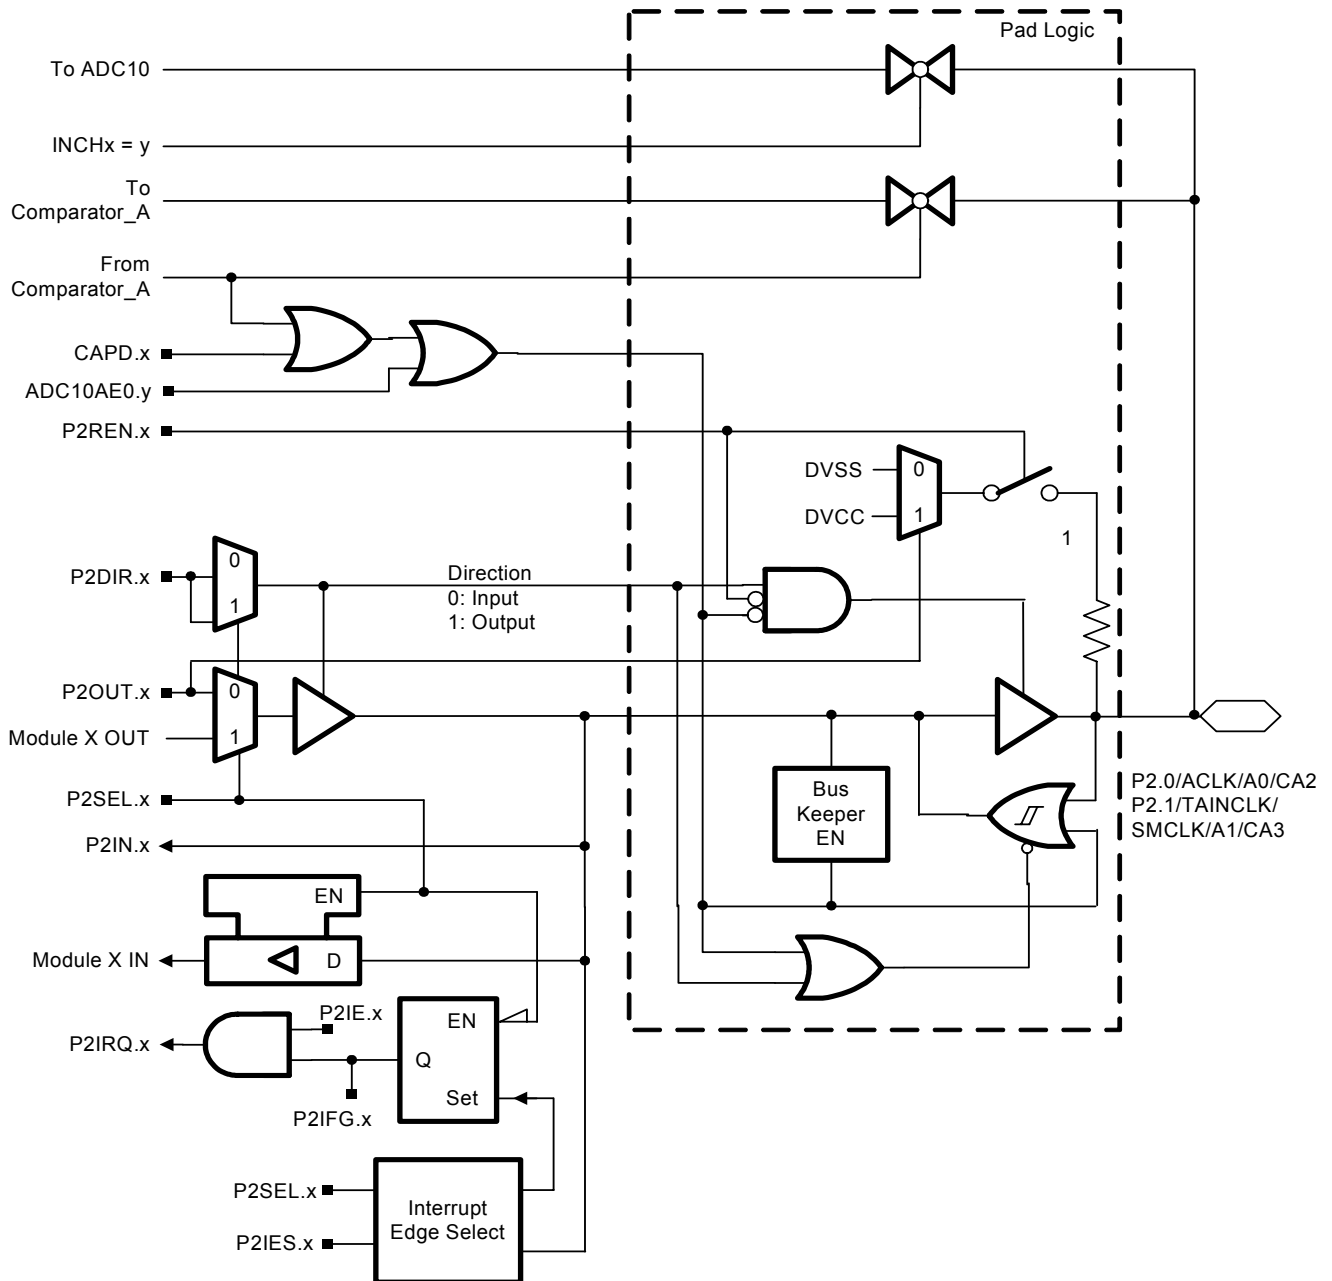 Pad Logic
To ADC10
INCHx = y
To
Comparator_A
From
Comparator_A
CAPD.x
ADC10AE0.y
P2REN.x
DVSS
0
DVCC
1
1
P2DIR.x
0
1
Direction
0: Input
1: Output
P2OUT.x
0
Module X OUT
1
P2SEL.x
Bus
Keeper
EN
P2.0/ACLK/A0/CA2
P2.1/TAINCLK/
SMCLK/A1/CA3
P2IN.x
EN
Module X IN
D
P2IE.x
EN
P2IRQ.x
Q
Set
P2IFG.x
P2SEL.x
Interrupt
Edge Select
P2IES.x